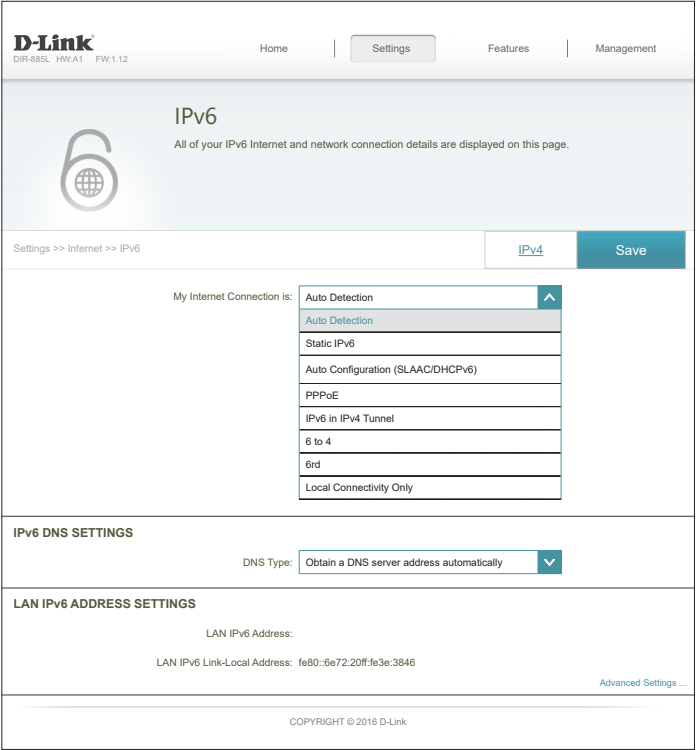 D-Link
DIR-885L HW:A1 FW:1.12
Home
Settings
Features
Management
IPv6
All of your IPv6 Internet and network connection details are displayed on this page.
Settings >> Internet >> IPv6
IPv4
Save
My Internet Connection is: Auto Detection
Auto Detection
Static IPv6
Auto Configuration (SLAAC/DHCPv6)
PPPoE
IPv6 in IPv4 Tunnel
6 to 4
6rd
Local Connectivity Only
IPv6 DNS SETTINGS
DNS Type: Obtain a DNS server address automatically
LAN IPv6 ADDRESS SETTINGS
LAN IPv6 Address:
LAN IPv6 Link-Local Address: fe80::6e72:20ff:fe3e:3846
Advanced Settings ...
COPYRIGHT © 2016 D-Link